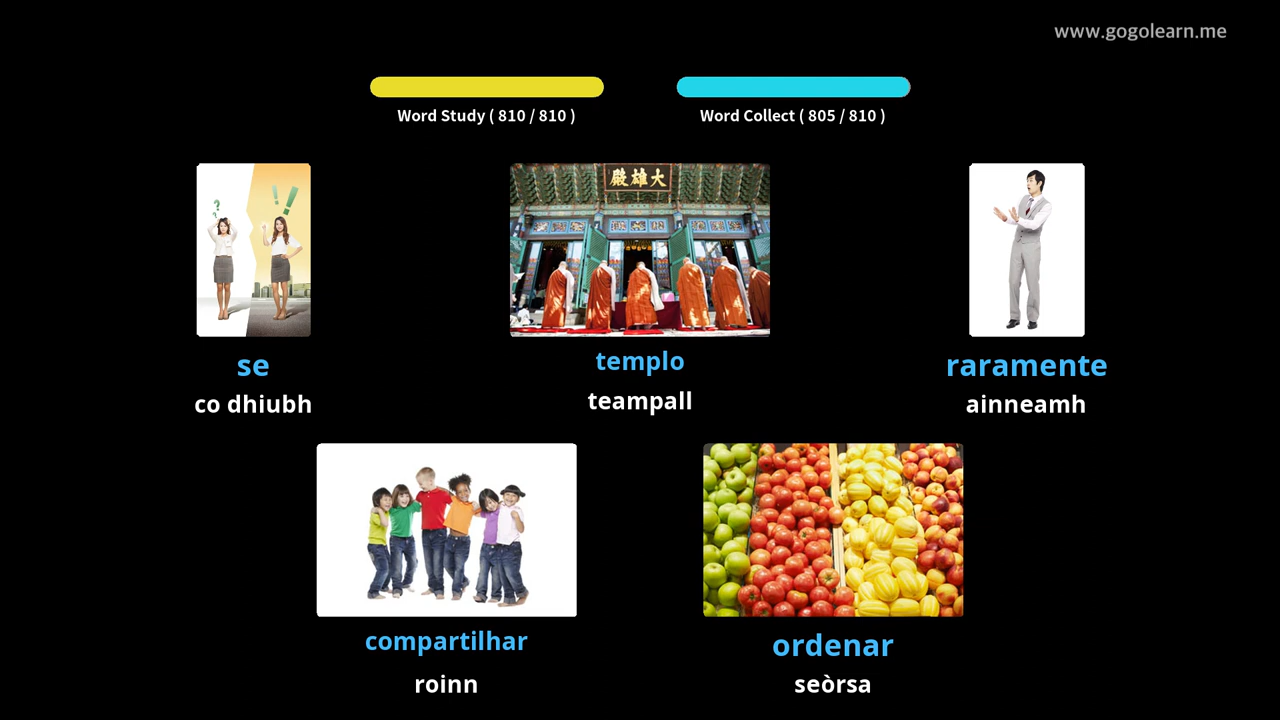 www.gogolearn.me
Word Study ( 810 / 810 )
Word Collect ( 805 / 810 )
殿雄大
se
templo
raramente
co dhiubh
teampall
ainneamh
compartilhar
ordenar
roinn
seòrsa